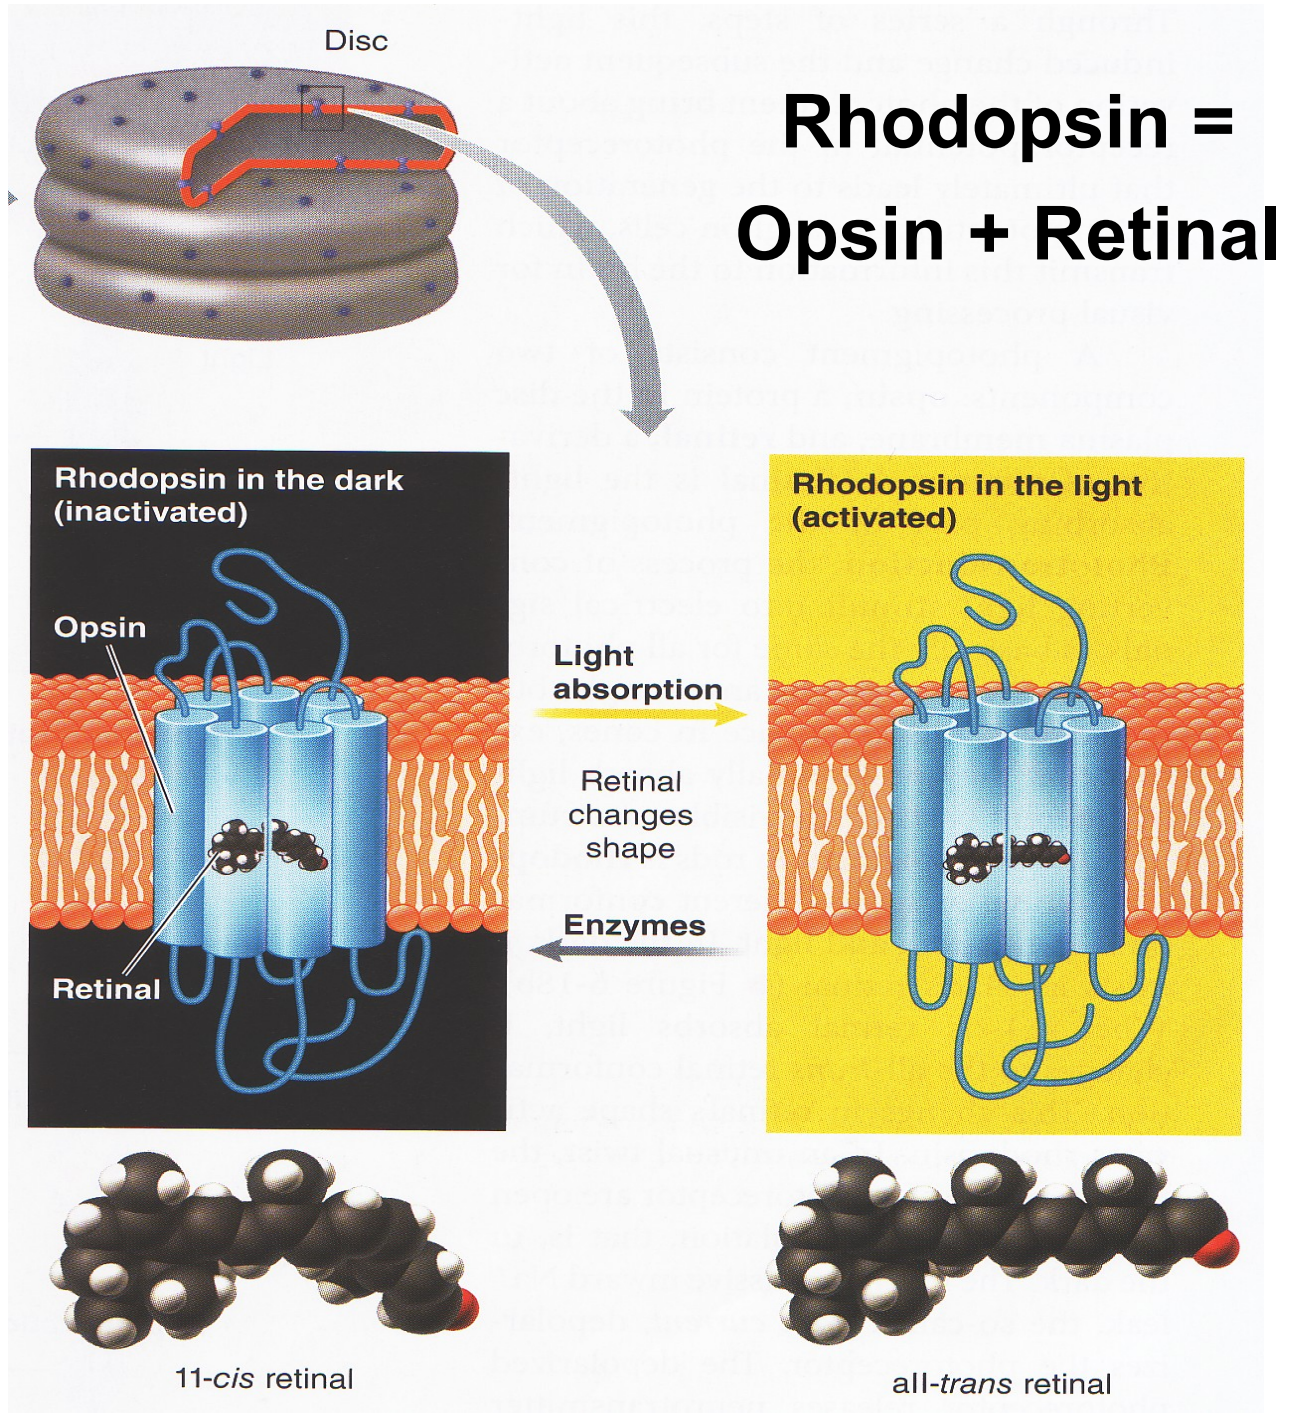 Disc
Rhodopsin =
Opsin + Retinal
Rhodopsin in the dark
(inactivated)
Opsin
Retinal
Light
absorption
Retinal
changes
shape
Enzymes
Rhodopsin in the light
(activated)
11-cis retinal
all-trans retinal